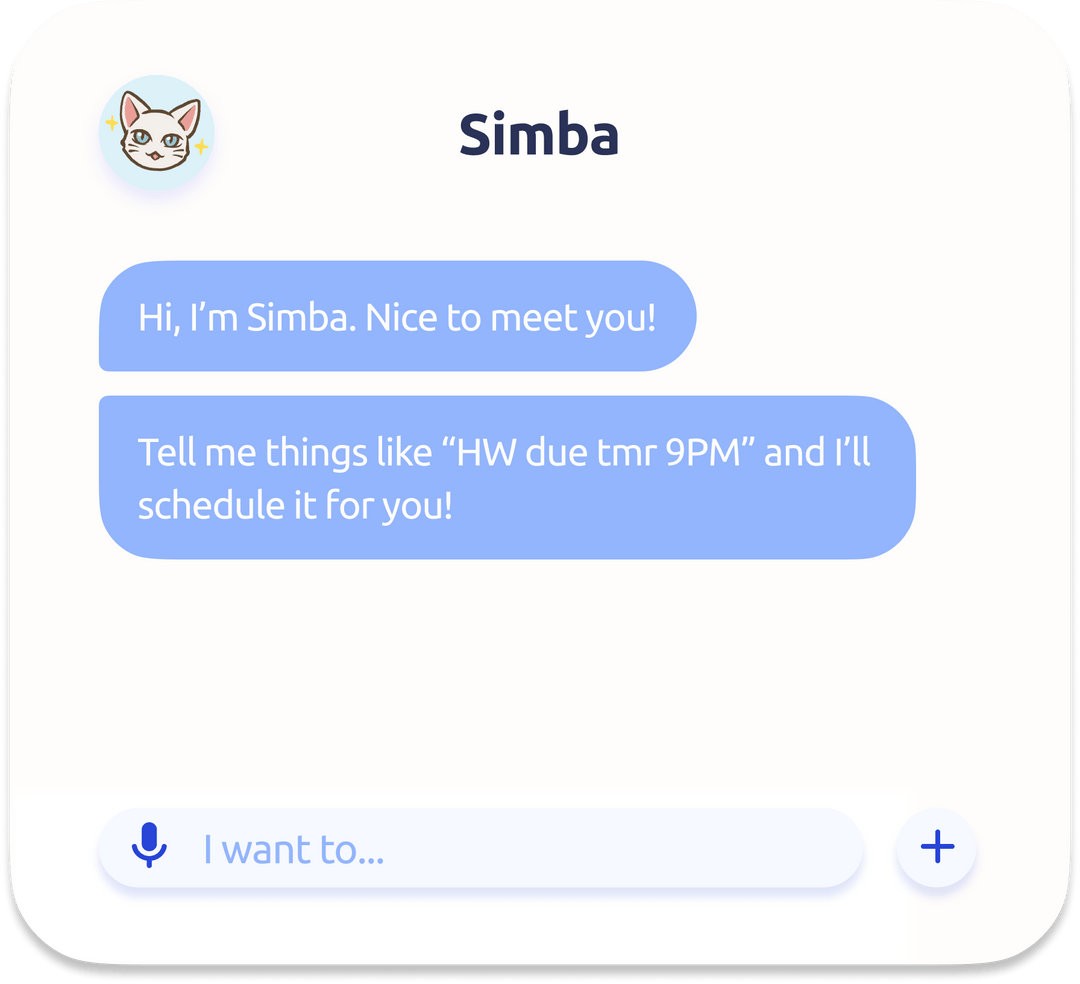 Simba
Hi, I’m Simba. Nice to meet you!
Tell me things like “HW due tmr 9PM” and I’ll
schedule it for you!
I want to...